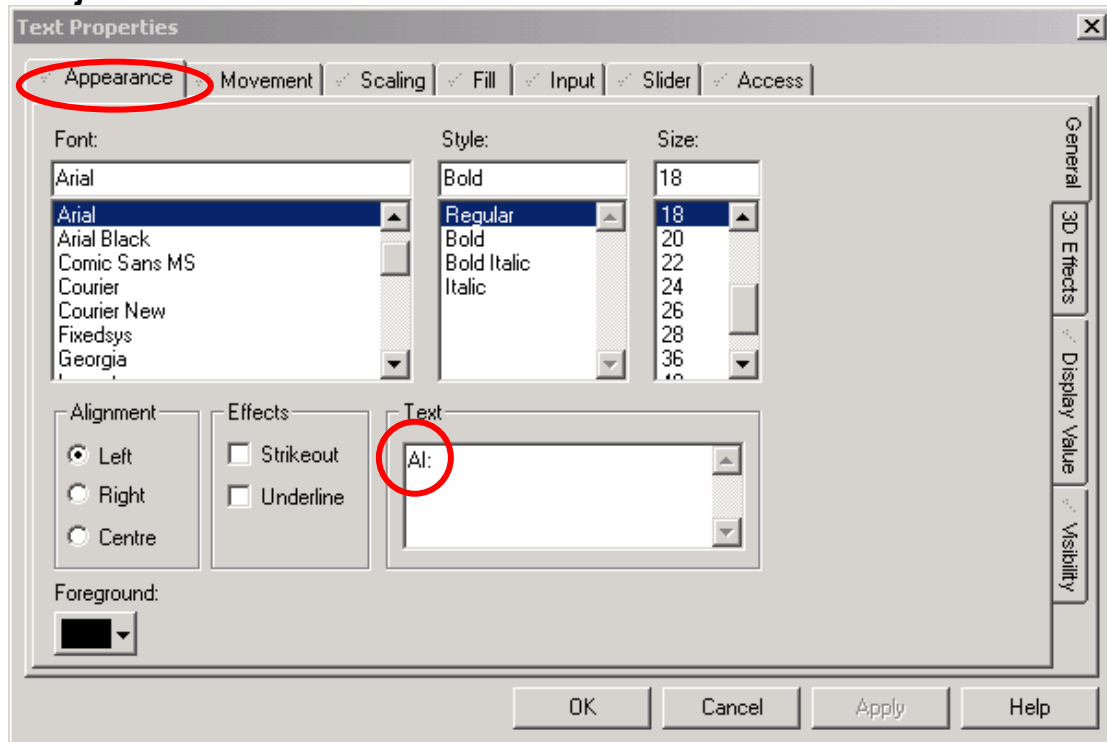 Text Properties
Appearance Movement Scaling Fill Input Slider Access
Font: Style: Size:
Arial Bold 18
Arial Regular 18
Arial Black Bold 20
Comic Sans MS Bold Italic 22
Courier Italic 24
Courier New 26
Fixedsys 28
Georgia 36
Alignment Effects Text
Left Strikeout AI:
Right Underline
Centre
Foreground:
OK Cancel Apply Help
General
3D Effects
Display Value
Visibility